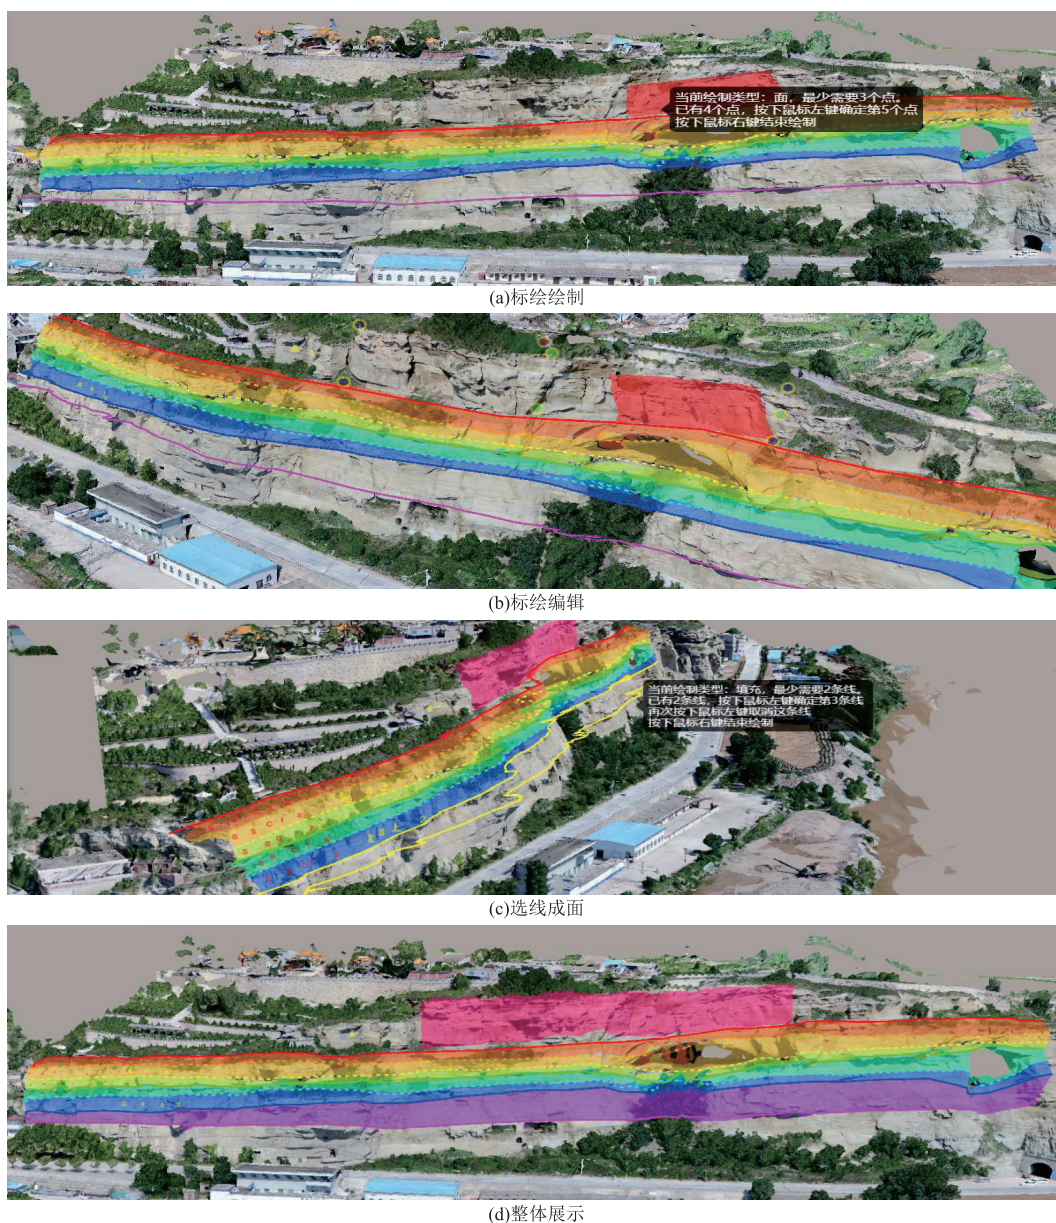 当前绘制类型：面，最少需要3个点。
已有4个点，按下鼠标左键确定第5个点
按下鼠标右键结束绘制
(a)标绘绘制
(b)标绘编辑
当前绘制类型：填充，最少需要2条线。
已有2条线，按下鼠标左键确定第3条线
再次按下鼠标左键取消这条线
按下鼠标右键结束绘制
(c)选线成面
(d)整体展示